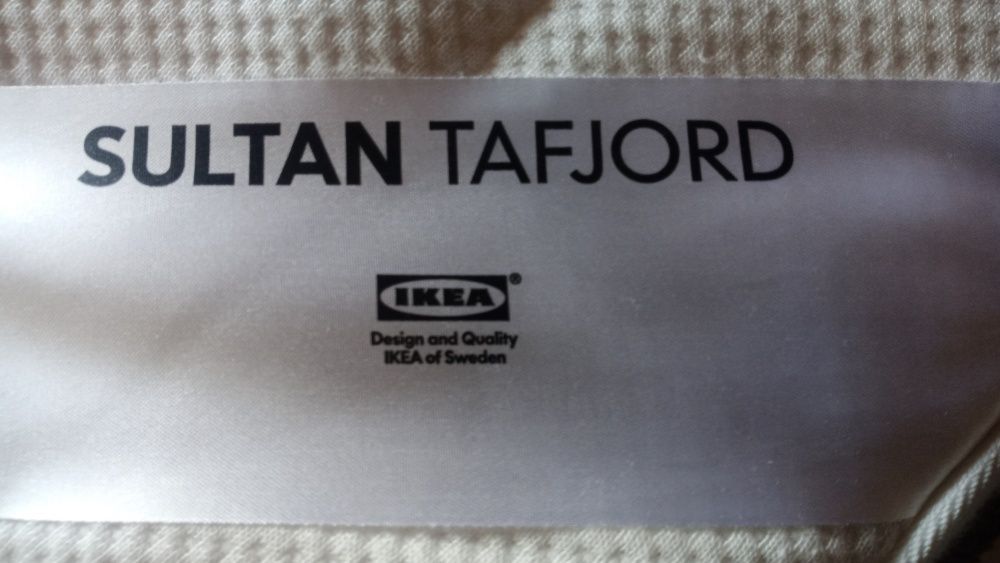 SULTAN TAFJORD
IKEA®
Design and Quality
IKEA of Sweden